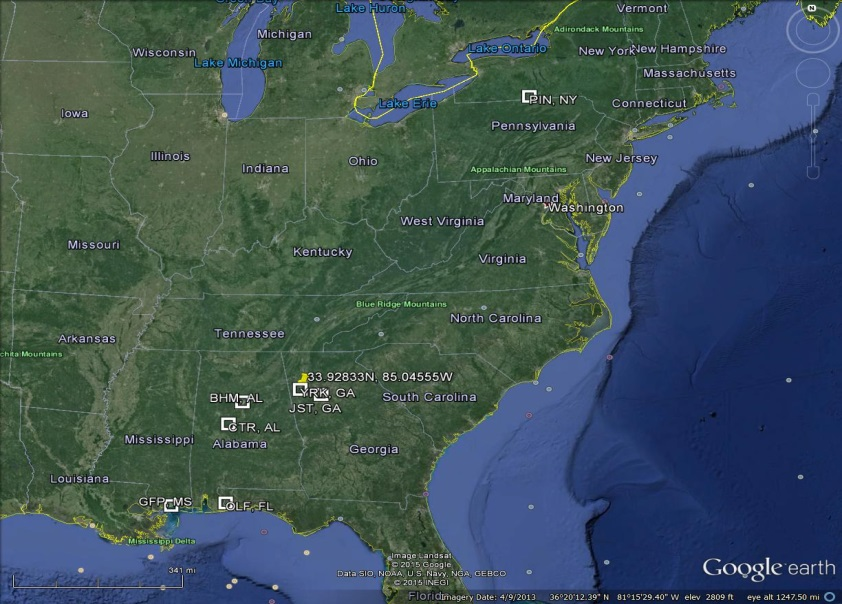 Green Bay
Lake Huron
Vermont
Adirondack Mountains
Michigan
Wisconsin
Lake Michigan
Lake Ontario
New York
New Hampshire
Massachusetts
Lake Erie
PIN, NY
Connecticut
Iowa
Pennsylvania
Illinois
Indiana
Ohio
New Jersey
Appalachian Mountains
Maryland
Washington
West Virginia
Missouri
Kentucky
Virginia
Blue Ridge Mountains
North Carolina
Tennessee
Arkansas
chita Mountains
33.92833N, 85.04555W
YRK, GA
BHM, AL
JST, GA
South Carolina
CTR, AL
Mississippi
Alabama
Georgia
Louisiana
GFP, MS
OLF, FL
Mississippi Delta
Image Landsat
© 2015 Google
Data SIO, NOAA, U.S. Navy, NGA, GEBCO
© 2015 INEGI
Google earth
341 mi
Florid
Imagery Date: 4/9/2013 36°20'12.39" N 81°15'29.40" W elev 2809 ft eye alt 1247.50 mi
N